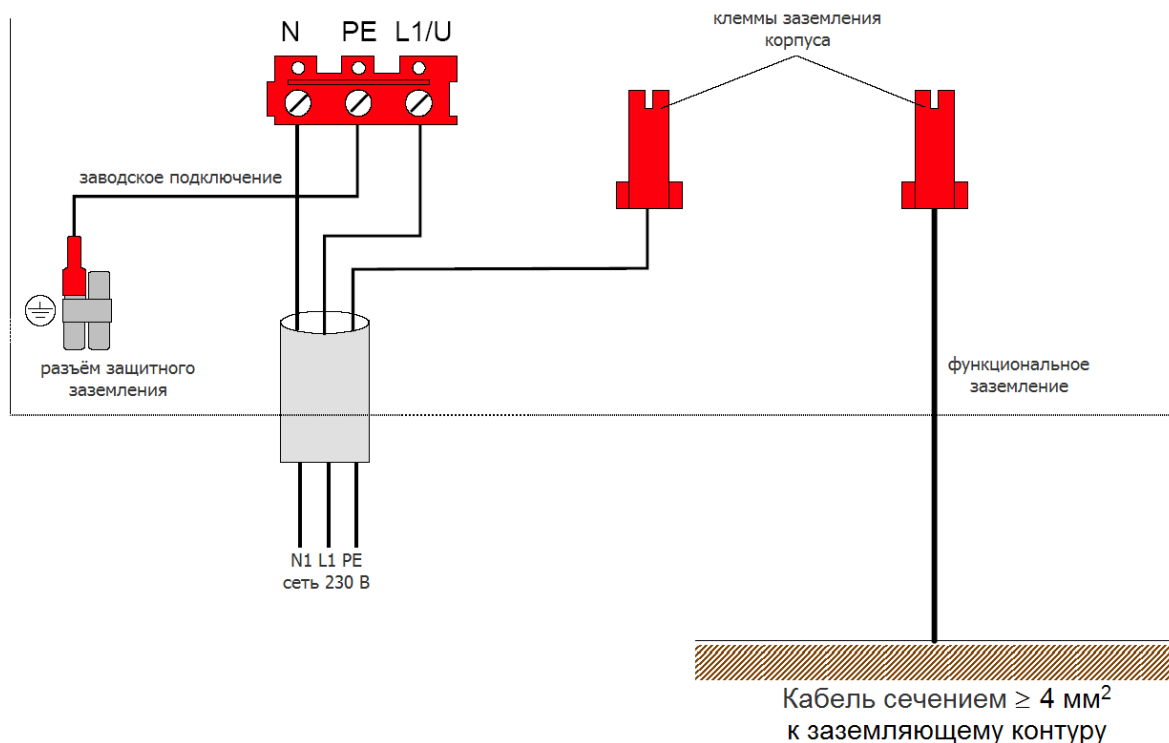 N PE L1/U
клеммы заземления
корпуса
заводское подключение
разъём защитного
заземления
функциональное
заземление
N1 L1 PE
сеть 230 В
Кабель сечением ≥ 4 мм²
к заземляющему контуру